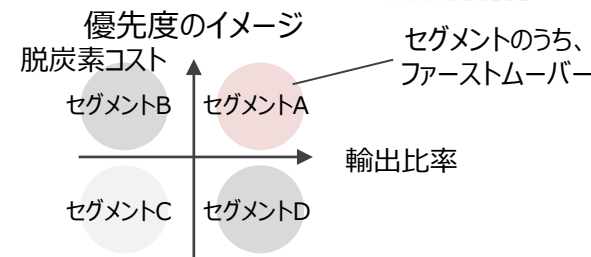 優先度のイメージ
脱炭素コスト
セグメントのうち、
ファーストムーバー
セグメントB
セグメントA
輸出比率
セグメントC
セグメントD